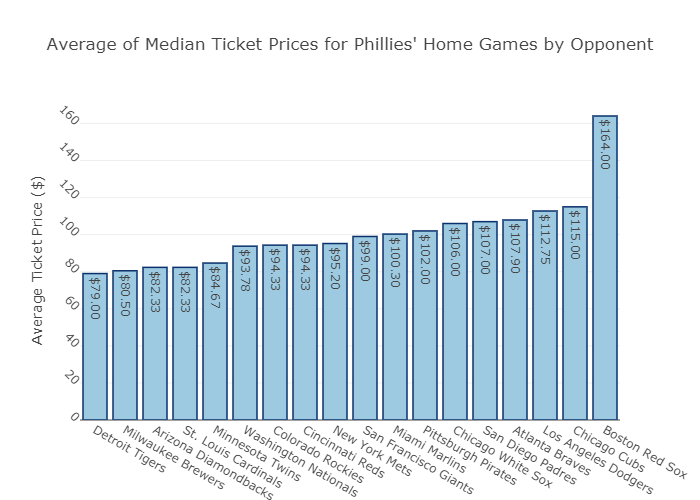 Average of Median Ticket Prices for Phillies' Home Games by Opponent
Average Ticket Price ($)
160
140
120
100
80
60
40
20
0
$79.00
$80.50
$82.33
$82.33
$84.67
$93.78
$94.33
$94.33
$95.20
$99.00
$100.30
$102.00
$106.00
$107.00
$107.90
$112.75
$115.00
$164.00
Detroit Tigers
Milwaukee Brewers
Arizona Diamondbacks
St. Louis Cardinals
Minnesota Twins
Washington Nationals
Colorado Rockies
Cincinnati Reds
New York Mets
San Francisco Giants
Miami Marlins
Pittsburgh Pirates
Chicago White Sox
San Diego Padres
Atlanta Braves
Los Angeles Dodgers
Chicago Cubs
Boston Red Sox